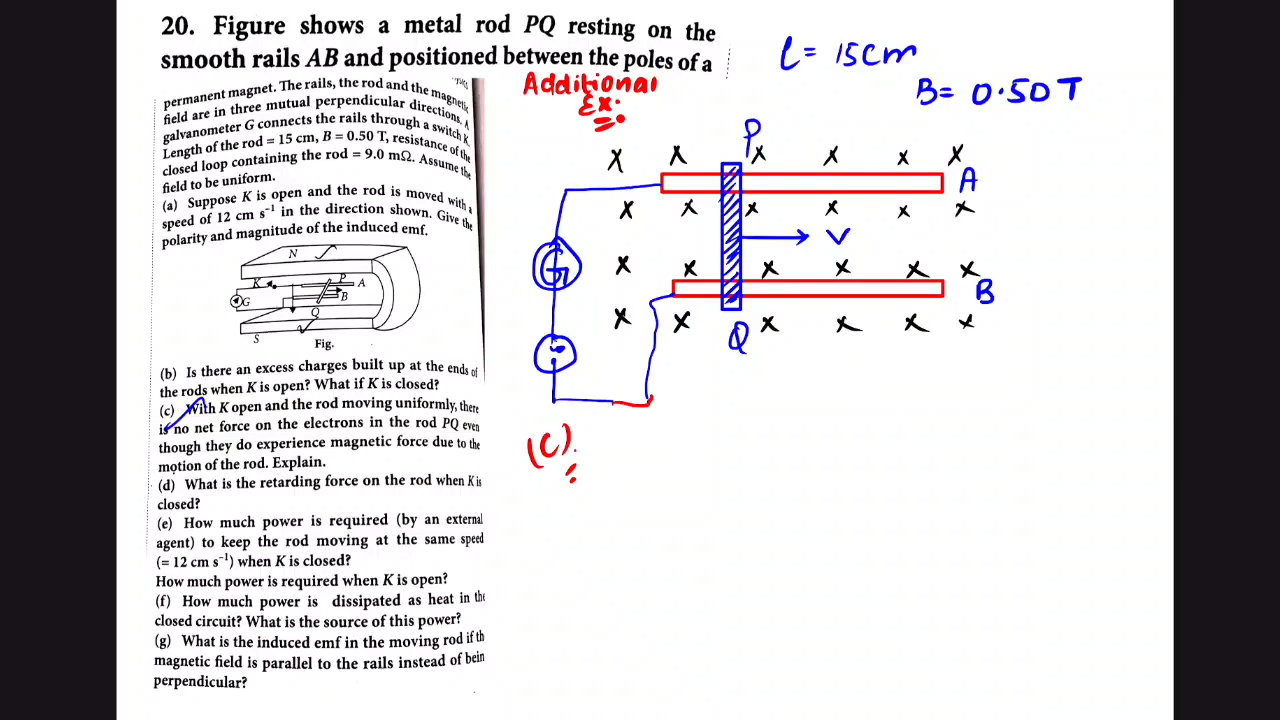 20. Figure shows a metal rod PQ resting on the
smooth rails AB and positioned between the poles of a
permanent magnet. The rails, the rod and the magnetic
field are in three mutual perpendicular directions. A
galvanometer G connects the rails through a switch K.
Length of the rod = 15 cm, B = 0.50 T, resistance of the
closed loop containing the rod = 9.0 mΩ. Assume the
field to be uniform.
(a) Suppose K is open and the rod is moved with a
speed of 12 cm s⁻¹ in the direction shown. Give the
polarity and magnitude of the induced emf.
N
K
P
A
G
B
Q
S
Fig.
(b) Is there an excess charges built up at the ends of
the rods when K is open? What if K is closed?
(c) With K open and the rod moving uniformly, there
is no net force on the electrons in the rod PQ even
though they do experience magnetic force due to the
motion of the rod. Explain.
(d) What is the retarding force on the rod when K is
closed?
(e) How much power is required (by an external
agent) to keep the rod moving at the same speed
(= 12 cm s⁻¹) when K is closed?
How much power is required when K is open?
(f) How much power is dissipated as heat in the
closed circuit? What is the source of this power?
(g) What is the induced emf in the moving rod if th
magnetic field is parallel to the rails instead of bein
perpendicular?
Additional
Ex:
l = 15cm
B = 0.50 T
P
x x x x x x
A
x x x x x x
G
V
x x x x x x
B
x x x x x x
Q
(C).